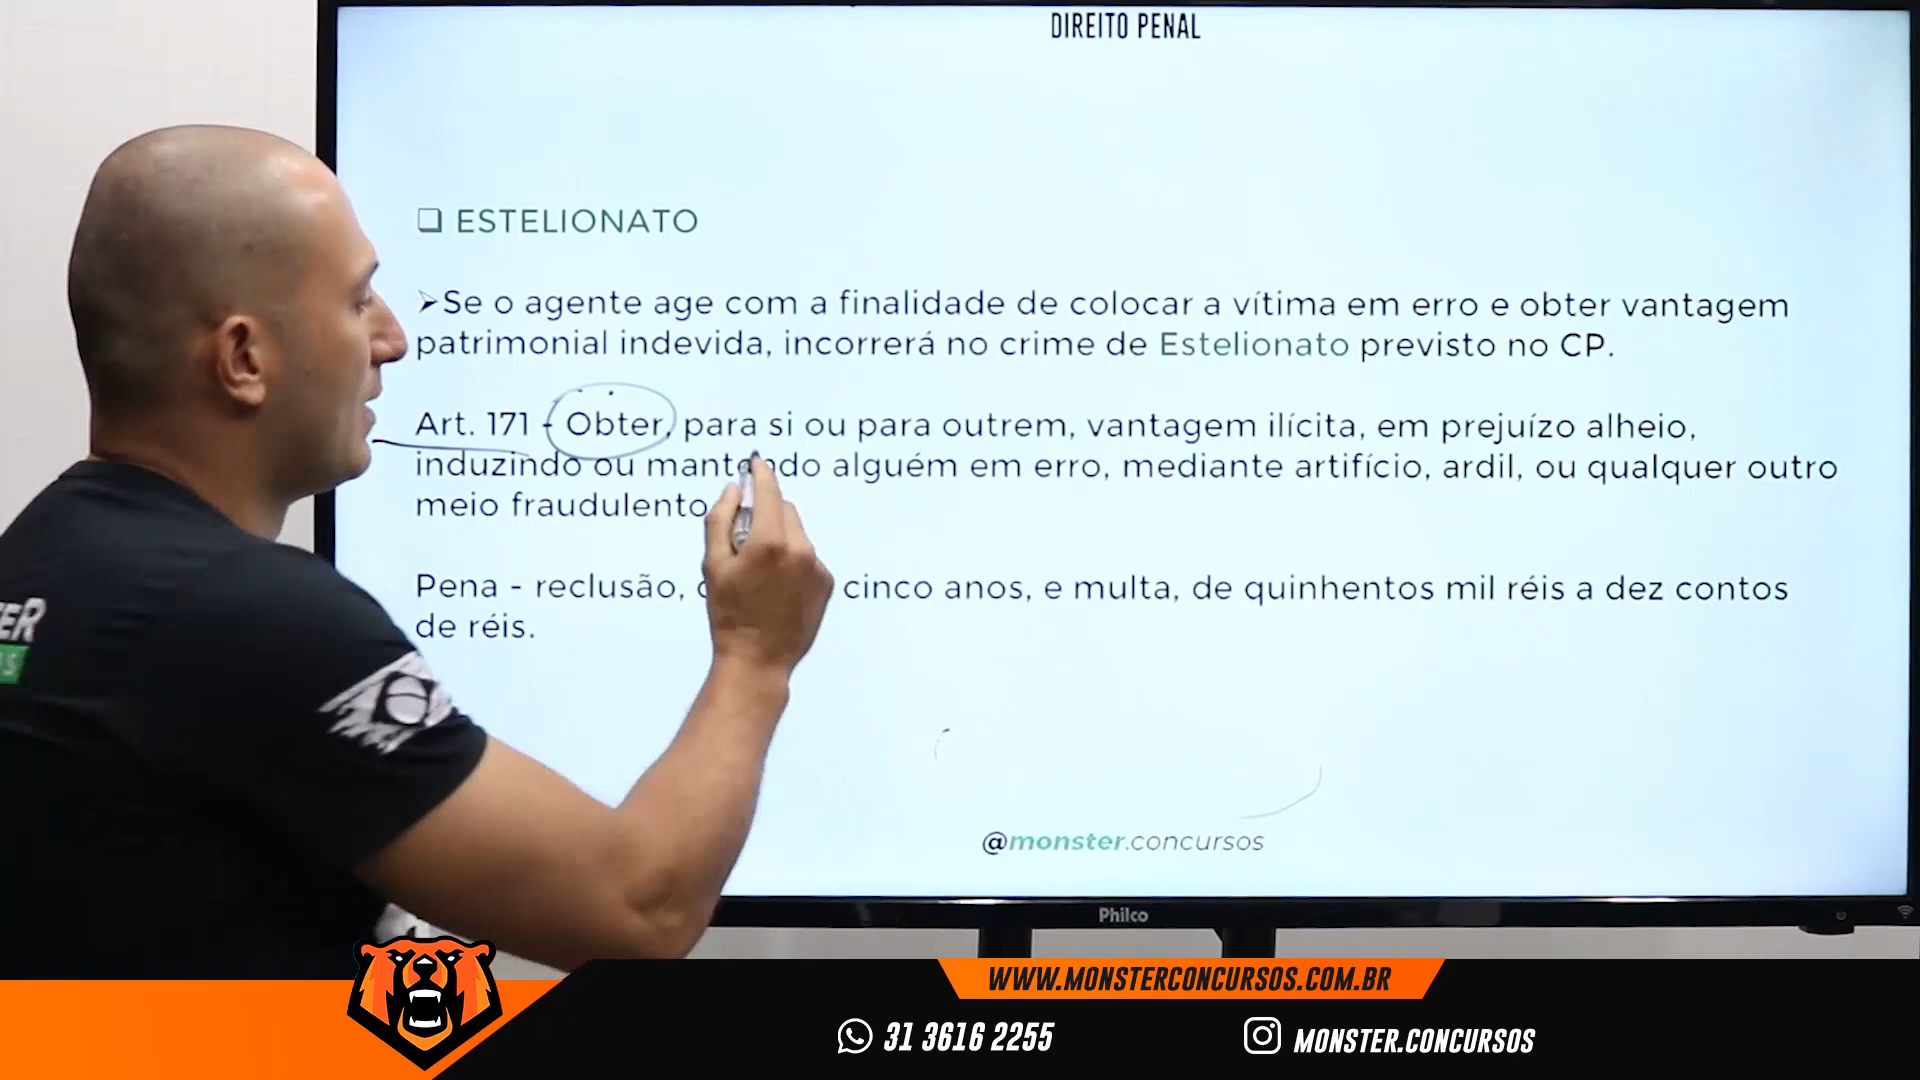 DIREITO PENAL
❑ ESTELIONATO
➢Se o agente age com a finalidade de colocar a vítima em erro e obter vantagem
patrimonial indevida, incorrerá no crime de Estelionato previsto no CP.
Art. 171 - Obter, para si ou para outrem, vantagem ilícita, em prejuízo alheio,
induzindo ou mantendo alguém em erro, mediante artifício, ardil, ou qualquer outro
meio fraudulento
Pena - reclusão, cinco anos, e multa, de quinhentos mil réis a dez contos
de réis.
@monster.concursos
Philco
WWW.MONSTERCONCURSOS.COM.BR
31 3616 2255
MONSTER.CONCURSOS